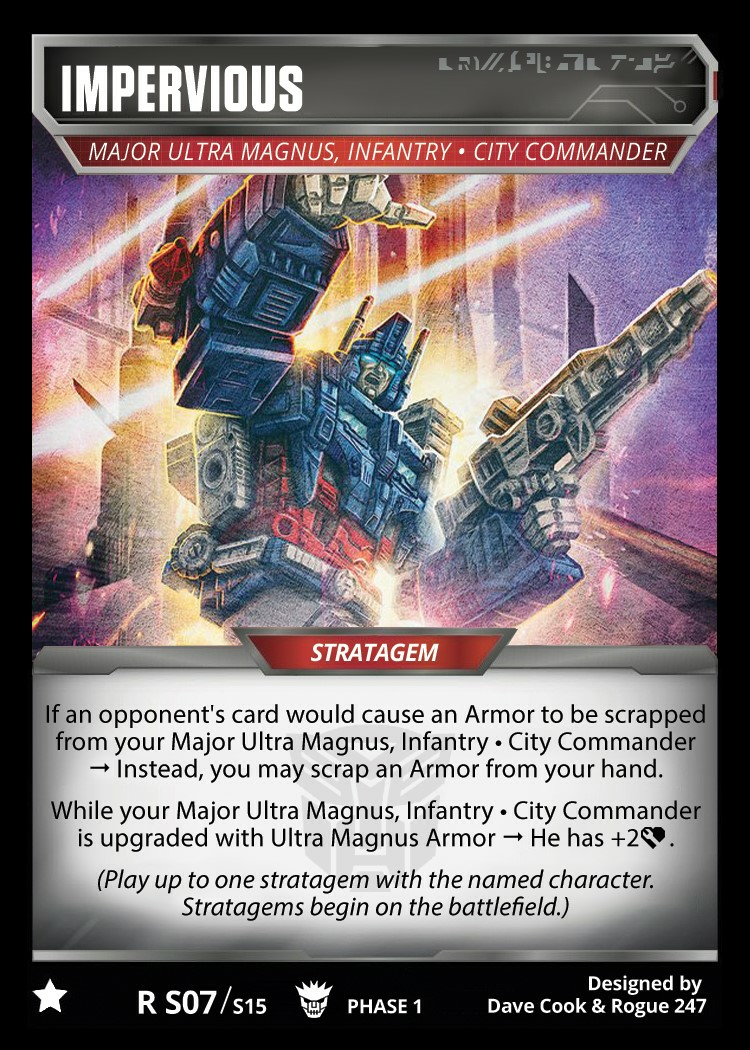 IMPERVIOUS
MAJOR ULTRA MAGNUS, INFANTRY • CITY COMMANDER
STRATAGEM
If an opponent's card would cause an Armor to be scrapped
from your Major Ultra Magnus, Infantry • City Commander
→ Instead, you may scrap an Armor from your hand.
While your Major Ultra Magnus, Infantry • City Commander
is upgraded with Ultra Magnus Armor → He has +2.
(Play up to one stratagem with the named character.
Stratagems begin on the battlefield.)
R S07/S15
PHASE 1
Designed by
Dave Cook & Rogue 247